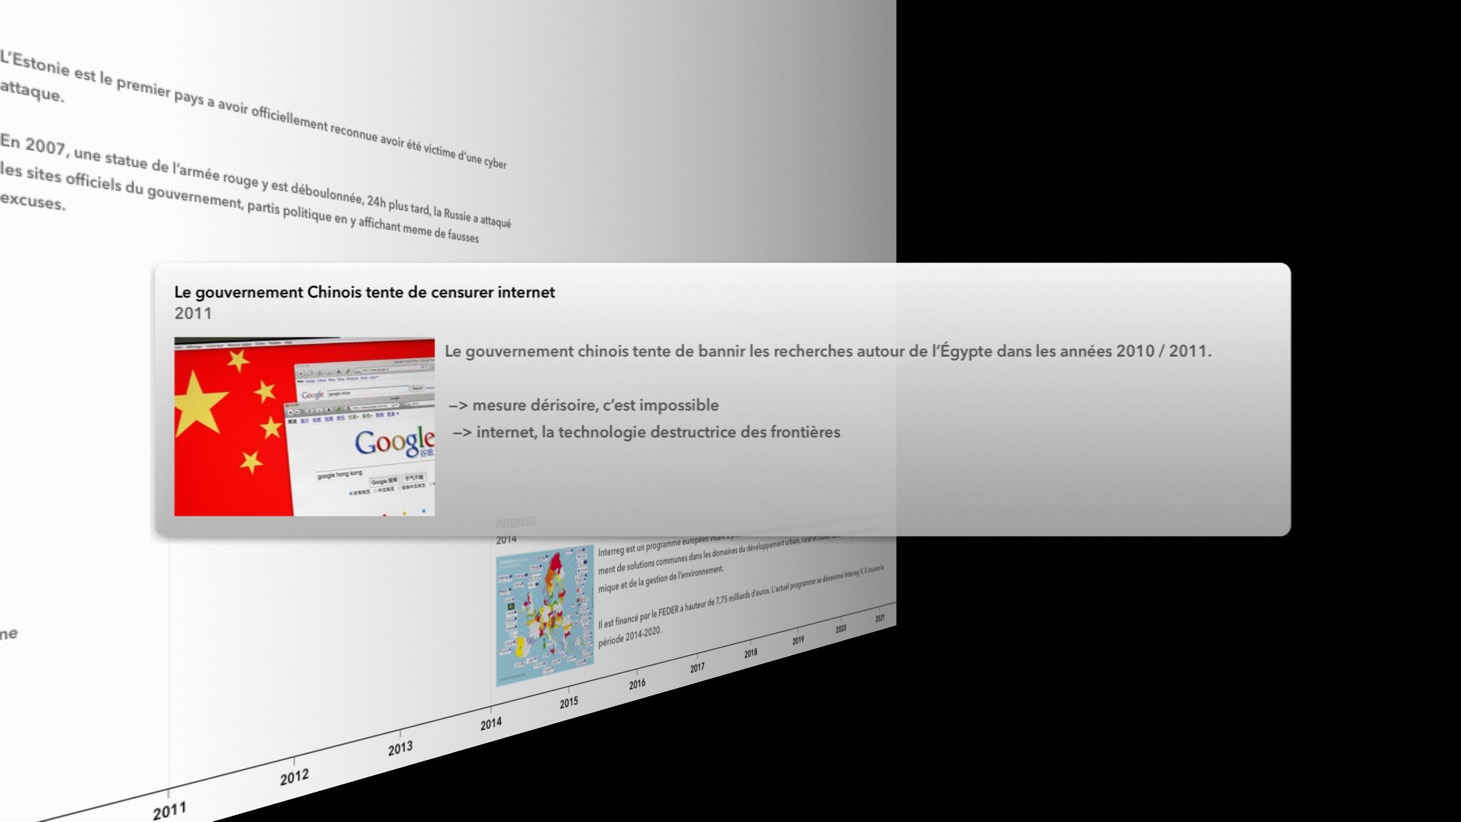 L'Estonie est le premier pays a avoir officiellement reconnue avoir été victime d'une cyber
attaque.
En 2007, une statue de l'armée rouge y est déboulonnée, 24h plus tard, la Russie a attaqué
les sites officiels du gouvernement, partis politique en y affichant meme de fausses
excuses.
Le gouvernement Chinois tente de censurer internet
2011
Le gouvernement chinois tente de bannir les recherches autour de l'Égypte dans les années 2010 / 2011.
–> mesure dérisoire, c'est impossible
–> internet, la technologie destructrice des frontières
Google
google china
Google
谷歌
google hong kong
INTERREG
2014
Interreg est un programme européen visant à
ment de solutions communes dans les domaines du développement urbain, rural et
mique et de la gestion de l'environnement.
Il est financé par le FEDER à hauteur de 7,75 milliards d'euros. L'actuel programme se dénomme Interreg V, il couvre la
période 2014-2020.
ne
2011
2012
2013
2014
2015
2016
2017
2018
2019
2020
2021